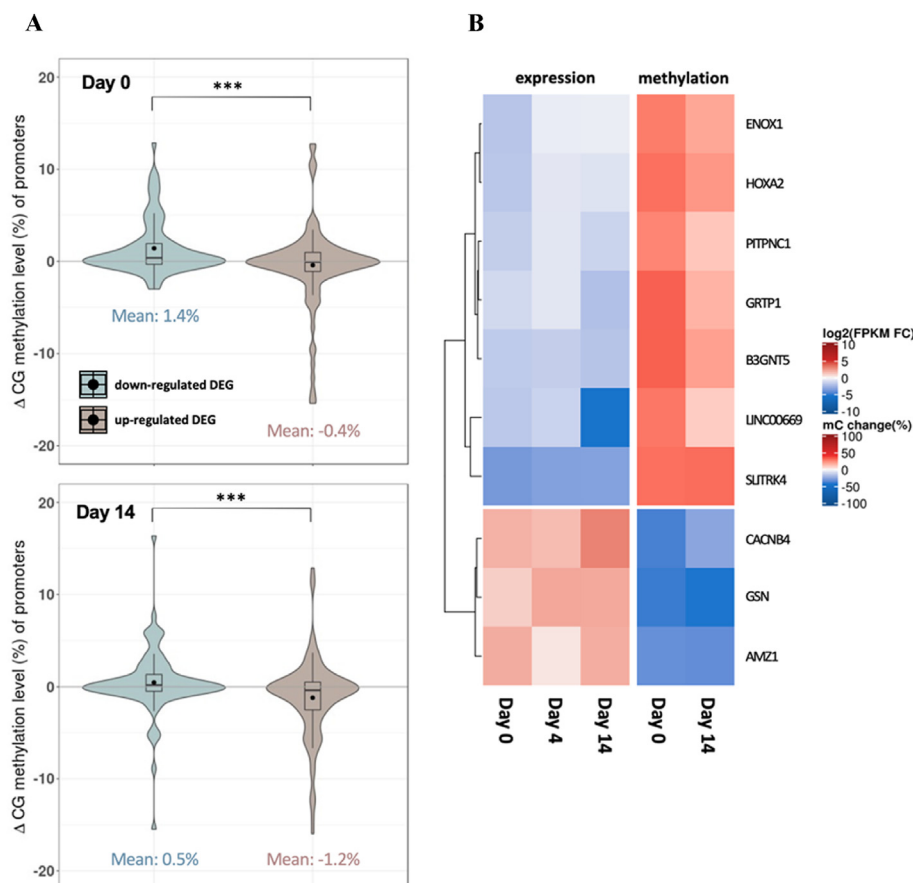 A
Δ CG methylation level (%) of promoters
20
10
0
-10
-20
Day 0
***
Mean: 1.4%
down-regulated DEG
up-regulated DEG
Mean: -0.4%
Δ CG methylation level (%) of promoters
20
10
0
-10
-20
Day 14
***
Mean: 0.5%
Mean: -1.2%
B
expression methylation
ENOX1
HOXA2
PITPNC1
GRTP1
B3GNT5
LINC00669
SLITRK4
CACNB4
GSN
AMZ1
Day 0
Day 4
Day 14
Day 0
Day 14
log2(FPKM FC)
10
5
0
-5
-10
mC change(%)
100
50
0
-50
-100